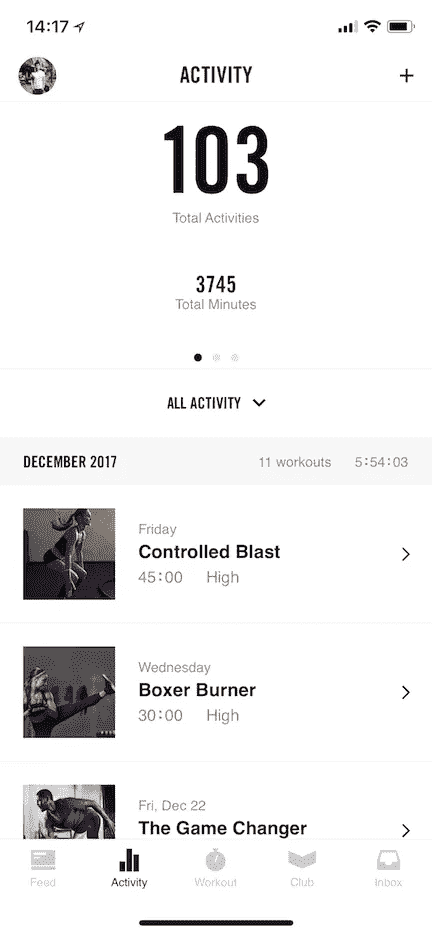 14:17
ACTIVITY
103
Total Activities
3745
Total Minutes
ALL ACTIVITY
DECEMBER 2017 11 workouts 5:54:03
Friday
Controlled Blast
45:00 High
Wednesday
Boxer Burner
30:00 High
Fri, Dec 22
The Game Changer
Feed Activity Workout Club Inbox